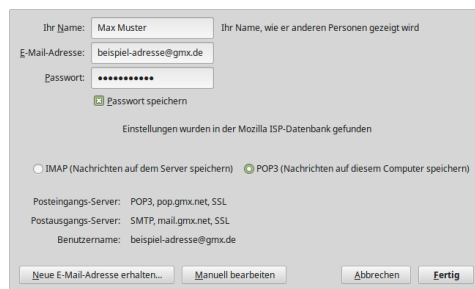 Ihr Name: Max Muster Ihr Name, wie er anderen Personen gezeigt wird
E-Mail-Adresse: beispiel-adresse@gmx.de
Passwort: ●●●●●●●●●●●
Passwort speichern
Einstellungen wurden in der Mozilla ISP-Datenbank gefunden
IMAP (Nachrichten auf dem Server speichern) POP3 (Nachrichten auf diesem Computer speichern)
Posteingangs-Server: POP3, pop.gmx.net, SSL
Postausgangs-Server: SMTP, mail.gmx.net, SSL
Benutzername: beispiel-adresse@gmx.de
Neue E-Mail-Adresse erhalten... Manuell bearbeiten Abbrechen Fertig